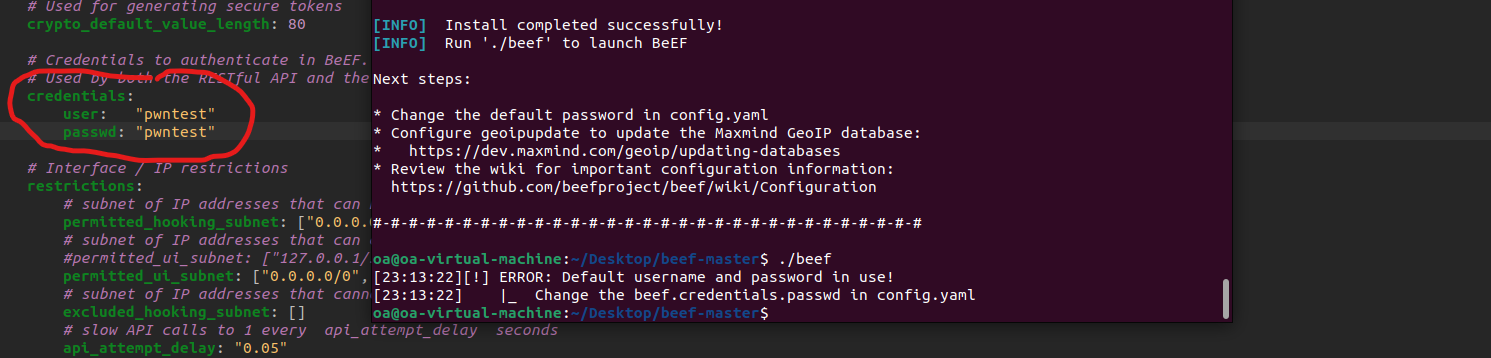 # Used for generating secure tokens
crypto_default_value_length: 80
# Credentials to authenticate in BeEF.
# Used by both the RESTful API and the
credentials:
user: "pwntest"
passwd: "pwntest"
# Interface / IP restrictions
restrictions:
# subnet of IP addresses that can
permitted_hooking_subnet: ["0.0.0.
# subnet of IP addresses that can
#permitted_ui_subnet: ["127.0.0.1/
permitted_ui_subnet: ["0.0.0.0/0",
# subnet of IP addresses that cann
excluded_hooking_subnet: []
# slow API calls to 1 every  api_attempt_delay  seconds
api_attempt_delay: "0.05"
[INFO]  Install completed successfully!
[INFO]  Run './beef' to launch BeEF
Next steps:
* Change the default password in config.yaml
* Configure geoipupdate to update the Maxmind GeoIP database:
*   https://dev.maxmind.com/geoip/updating-databases
* Review the wiki for important configuration information:
https://github.com/beefproject/beef/wiki/Configuration
#-#-#-#-#-#-#-#-#-#-#-#-#-#-#-#-#-#-#-#-#-#-#-#-#-#-#-#-#-#-#
oa@oa-virtual-machine:~/Desktop/beef-master$ ./beef
[23:13:22][!] ERROR: Default username and password in use!
[23:13:22]    |_  Change the beef.credentials.passwd in config.yaml
oa@oa-virtual-machine:~/Desktop/beef-master$